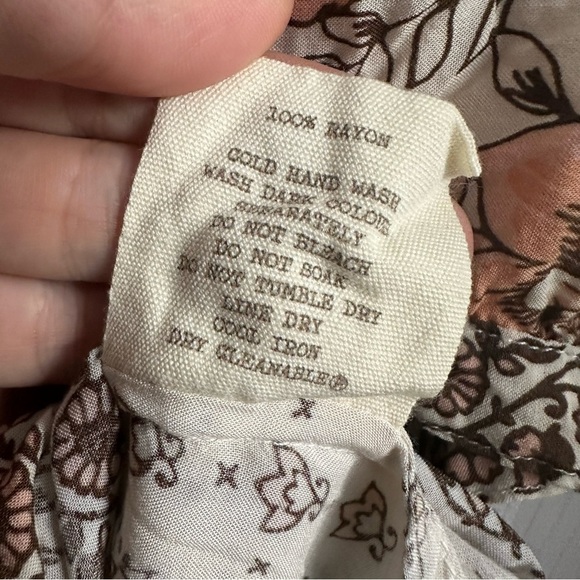 100% RAYON
COLD HAND WASH
WASH DARK COLOUR
SEPARATELY
DO NOT BLEACH
DO NOT SOAK
DO NOT TUMBLE DRY
LINE DRY
COOL IRON
DRY CLEANABLE Ⓟ